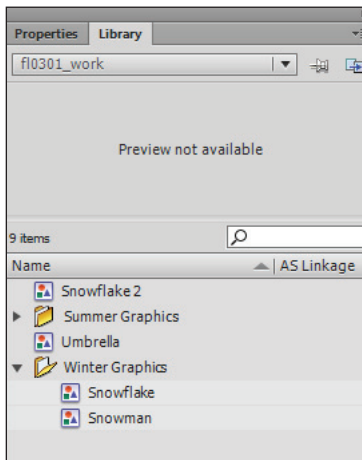 Properties Library
fl0301_work
Preview not available
9 items
Name AS Linkage
Snowflake 2
Summer Graphics
Umbrella
Winter Graphics
Snowflake
Snowman